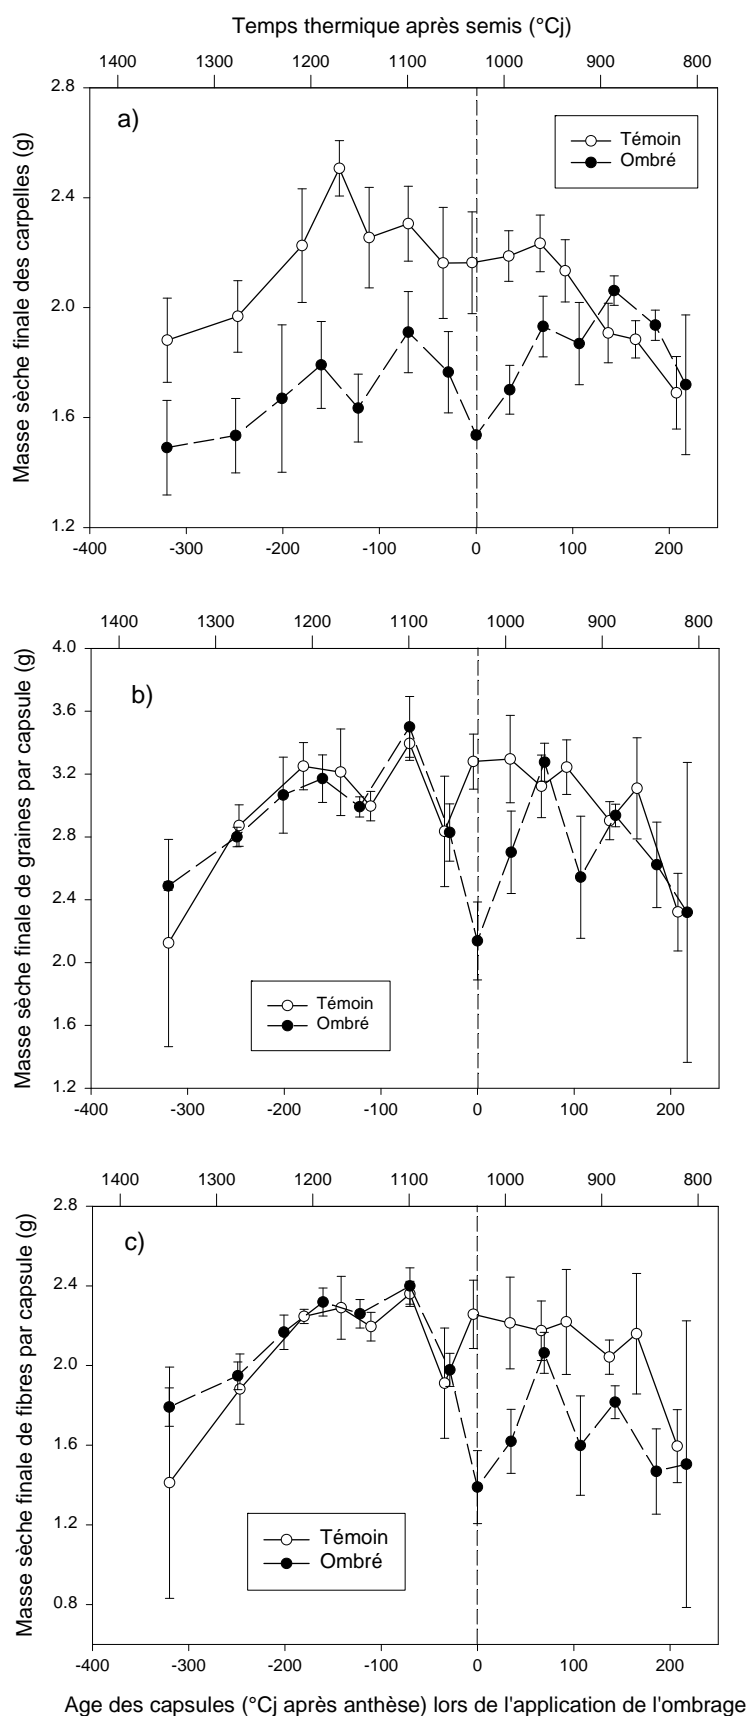 Temps thermique après semis (°Cj)
1400 1300 1200 1100 1000 900 800
Masse sèche finale des carpelles (g)
2.8
2.4
2.0
1.6
1.2
a)
Témoin
Ombré
-400 -300 -200 -100 0 100 200
1400 1300 1200 1100 1000 900 800
Masse sèche finale de graines par capsule (g)
4.0
3.6
3.2
2.8
2.4
2.0
1.6
1.2
b)
Témoin
Ombré
-400 -300 -200 -100 0 100 200
1400 1300 1200 1100 1000 900 800
Masse sèche finale de fibres par capsule (g)
2.8
2.4
2.0
1.6
1.2
0.8
c)
Témoin
Ombré
-400 -300 -200 -100 0 100 200
Age des capsules (°Cj après anthèse) lors de l'application de l'ombrage